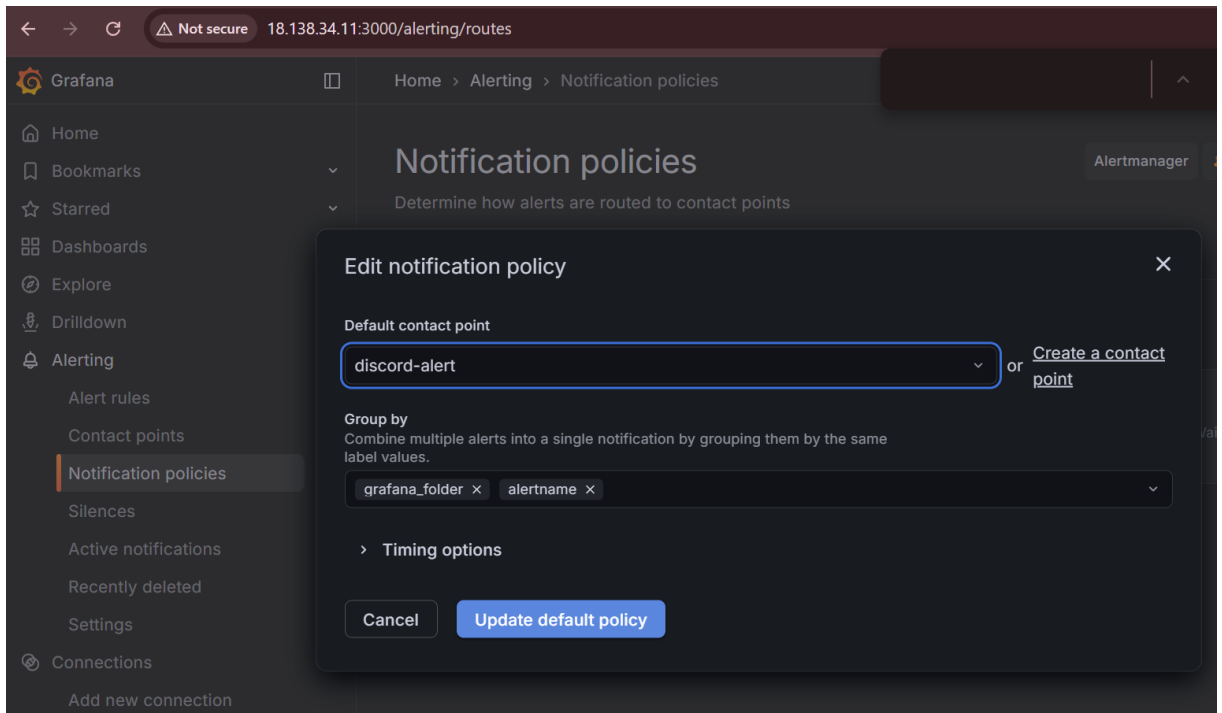 Not secure 18.138.34.11:3000/alerting/routes
Grafana
Home › Alerting › Notification policies
Home
Bookmarks
Starred
Dashboards
Explore
Drilldown
Alerting
Alert rules
Contact points
Notification policies
Silences
Active notifications
Recently deleted
Settings
Connections
Add new connection
Notification policies
Alertmanager
Determine how alerts are routed to contact points
Edit notification policy
Default contact point
discord-alert
or
Create a contact
point
Group by
Combine multiple alerts into a single notification by grouping them by the same
label values.
grafana_folder × alertname ×
Timing options
Cancel Update default policy